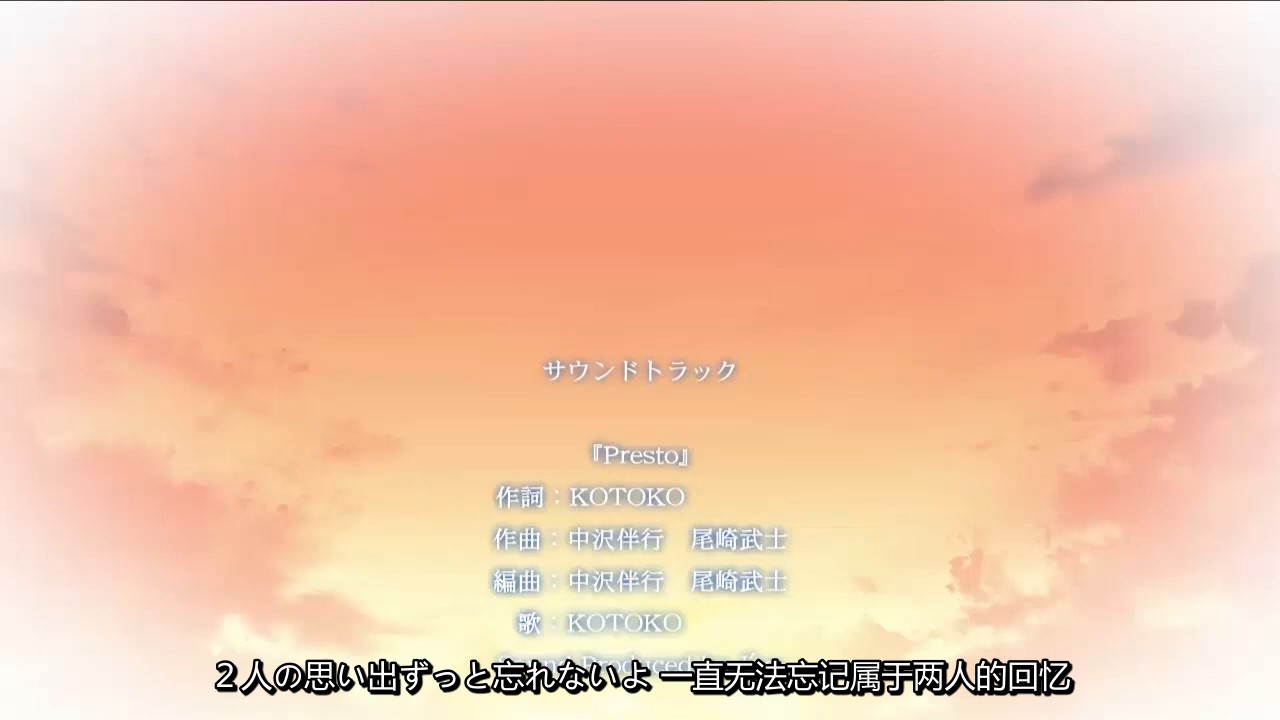 サウンドトラック
『Presto』
作詞：KOTOKO
作曲：中沢伴行　尾崎武士
編曲：中沢伴行　尾崎武士
歌：KOTOKO
Sound Produced
２人の思い出ずっと忘れないよ 一直无法忘记属于两人的回忆